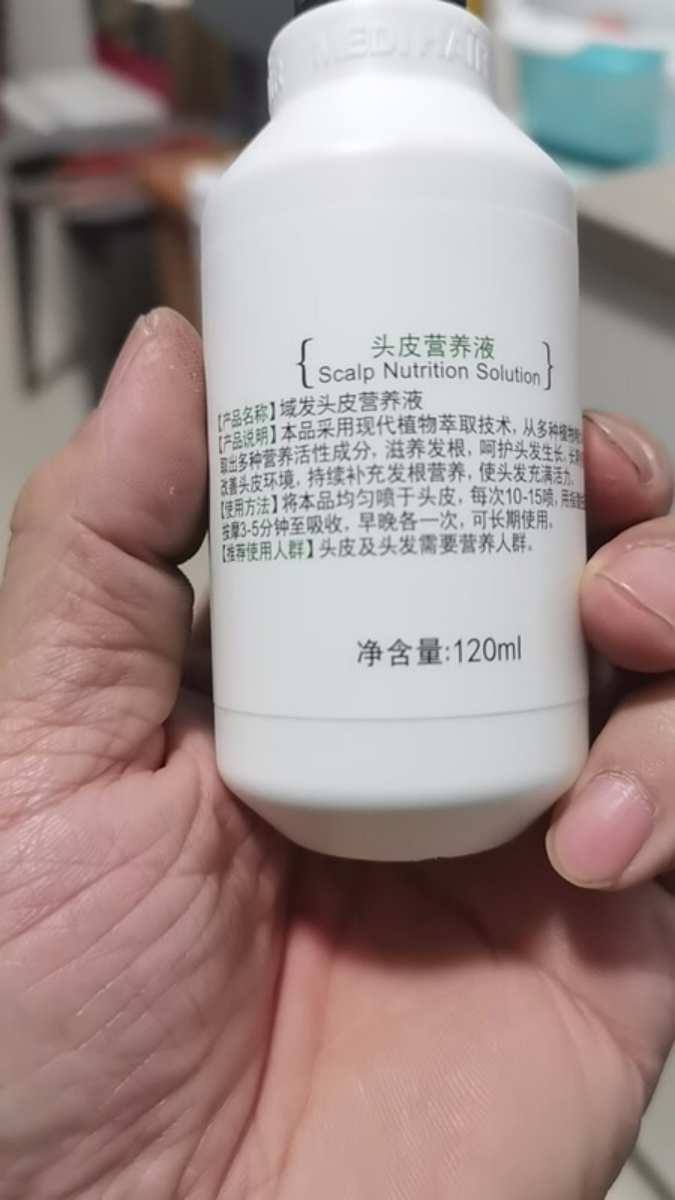 MEDI HAIR
头皮营养液
Scalp Nutrition Solution
【产品名称】域发头皮营养液
【产品说明】本品采用现代植物萃取技术,从多种植物
取出多种营养活性成分,滋养发根,呵护头发生长,长
改善头皮环境,持续补充发根营养,使头发充满活力。
【使用方法】将本品均匀喷于头皮,每次10-15喷,用
按摩3-5分钟至吸收。早晚各一次,可长期使用。
【推荐使用人群】头皮及头发需要营养人群。
净含量:120ml